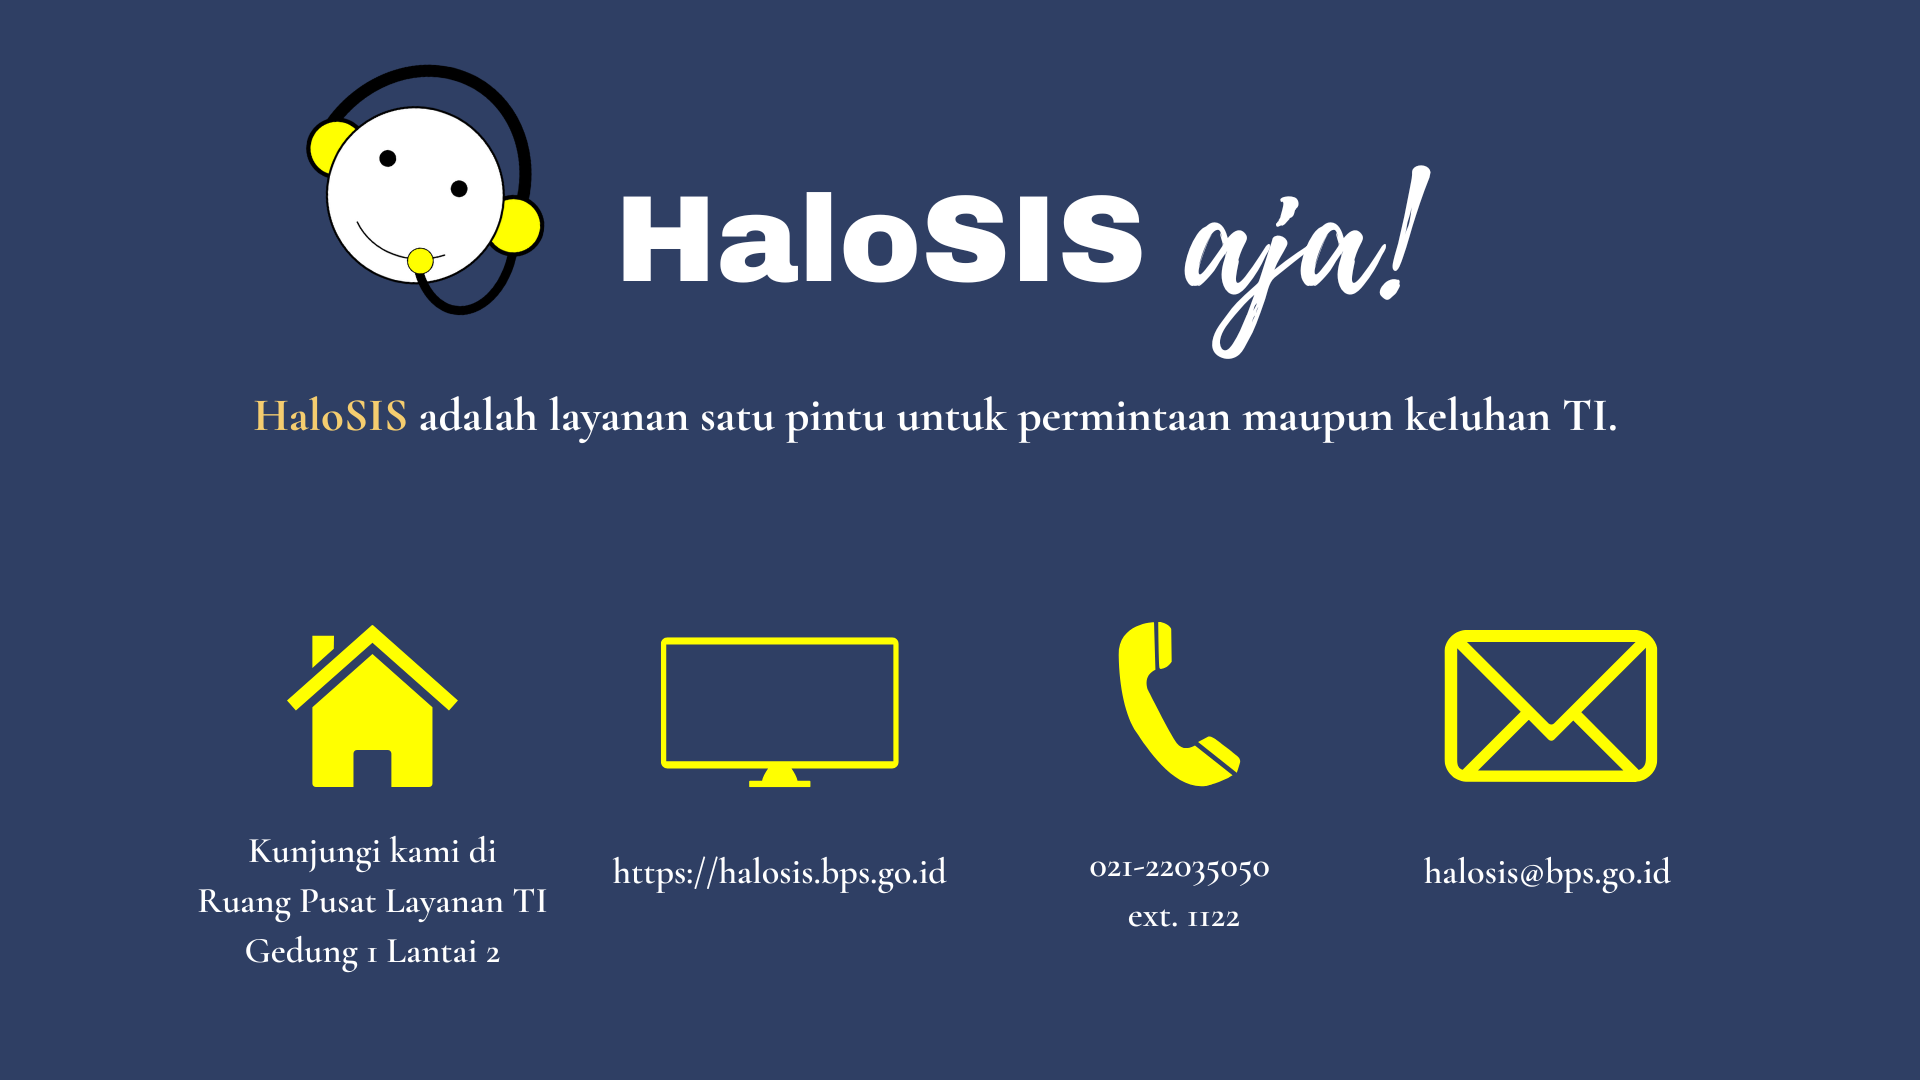 HaloSIS aja!
HaloSIS adalah layanan satu pintu untuk permintaan maupun keluhan TI.
Kunjungi kami di
Ruang Pusat Layanan TI
Gedung 1 Lantai 2
https://halosis.bps.go.id
021-22035050
ext. 1122
halosis@bps.go.id